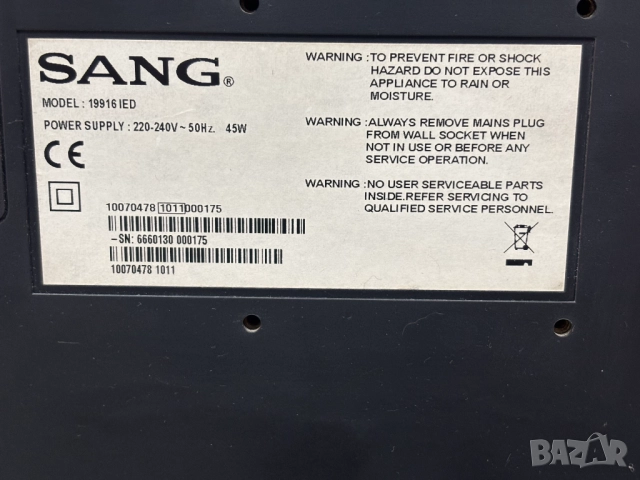 SANG®
MODEL : 19916 IED
POWER SUPPLY : 220-240V ~ 50Hz. 45W
CE
10070478 1011000175
-SN: 6660130 000175
10070478 1011
WARNING :TO PREVENT FIRE OR SHOCK
HAZARD DO NOT EXPOSE THIS
APPLIANCE TO RAIN OR
MOISTURE.
WARNING :ALWAYS REMOVE MAINS PLUG
FROM WALL SOCKET WHEN
NOT IN USE OR BEFORE ANY
SERVICE OPERATION.
WARNING :NO USER SERVICEABLE PARTS
INSIDE.REFER SERVICING TO
QUALIFIED SERVICE PERSONNEL.
BAZAR